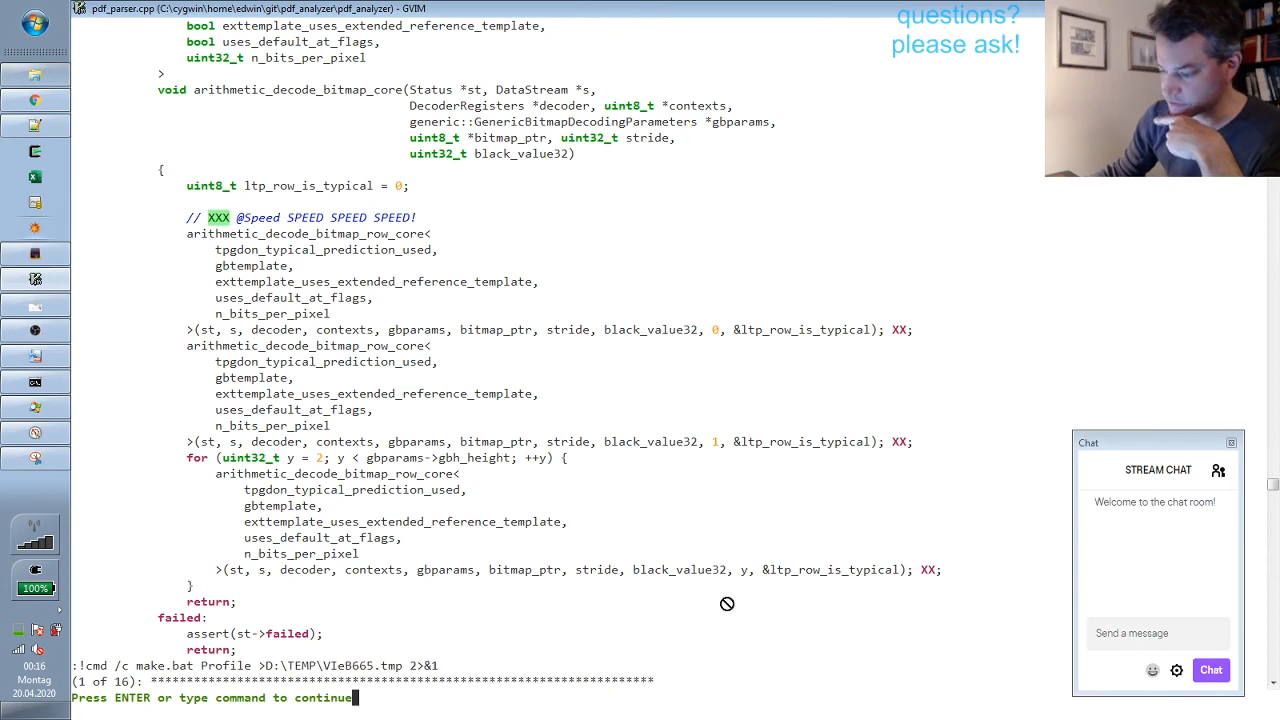 pdf_parser.cpp (C:\cygwin\home\edwin\git\pdf_analyzer\pdf_analyzer) - GVIM
bool exttemplate_uses_extended_reference_template,
bool uses_default_at_flags,
uint32_t n_bits_per_pixel
>
void arithmetic_decode_bitmap_core(Status *st, DataStream *s,
DecoderRegisters *decoder, uint8_t *contexts,
generic::GenericBitmapDecodingParameters *gbparams,
uint8_t *bitmap_ptr, uint32_t stride,
uint32_t black_value32)
{
uint8_t ltp_row_is_typical = 0;
// XXX @Speed SPEED SPEED SPEED!
arithmetic_decode_bitmap_row_core<
tpgdon_typical_prediction_used,
gbtemplate,
exttemplate_uses_extended_reference_template,
uses_default_at_flags,
n_bits_per_pixel
>(st, s, decoder, contexts, gbparams, bitmap_ptr, stride, black_value32, 0, &ltp_row_is_typical); XX;
arithmetic_decode_bitmap_row_core<
tpgdon_typical_prediction_used,
gbtemplate,
exttemplate_uses_extended_reference_template,
uses_default_at_flags,
n_bits_per_pixel
>(st, s, decoder, contexts, gbparams, bitmap_ptr, stride, black_value32, 1, &ltp_row_is_typical); XX;
for (uint32_t y = 2; y < gbparams->gbh_height; ++y) {
arithmetic_decode_bitmap_row_core<
tpgdon_typical_prediction_used,
gbtemplate,
exttemplate_uses_extended_reference_template,
uses_default_at_flags,
n_bits_per_pixel
>(st, s, decoder, contexts, gbparams, bitmap_ptr, stride, black_value32, y, &ltp_row_is_typical); XX;
}
return;
failed:
assert(st->failed);
return;
:!cmd /c make.bat Profile >D:\TEMP\VIeB665.tmp 2>&1
(1 of 16): **********************************************************************
Press ENTER or type command to continue
questions?
please ask!
Chat
STREAM CHAT
Welcome to the chat room!
Send a message
Chat
100%
00:16
Montag
20.04.2020